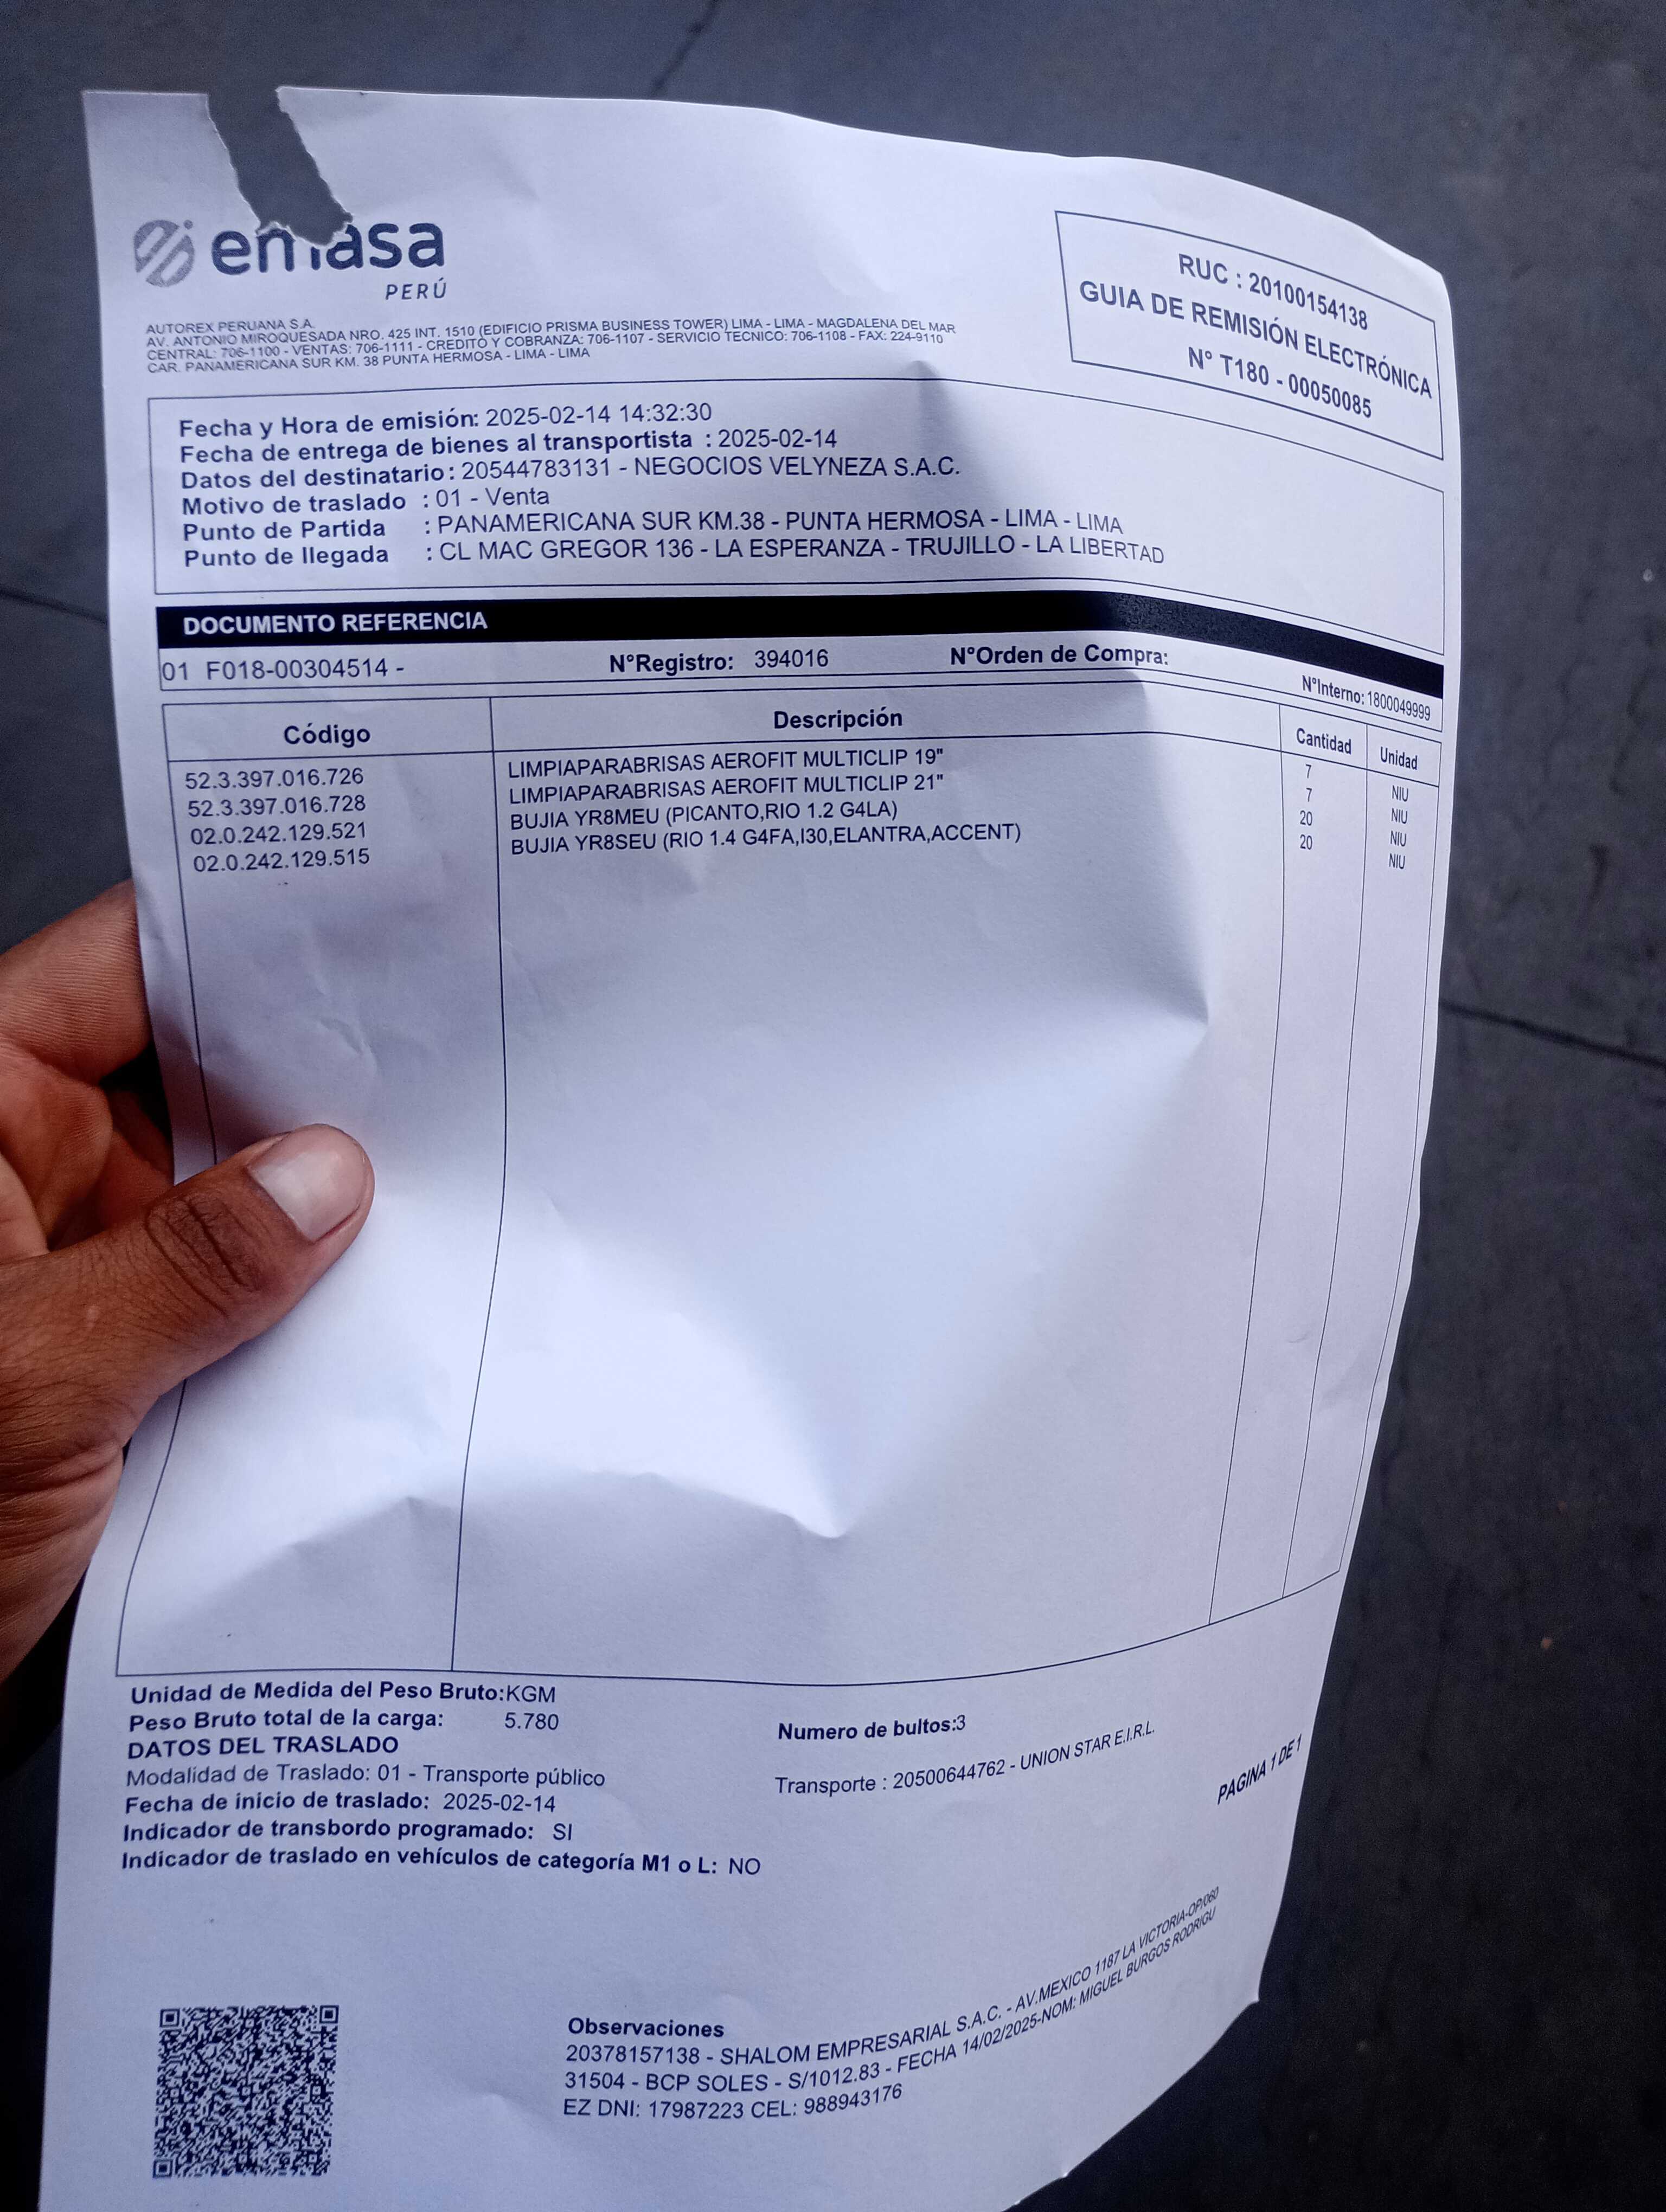 emasa
PERÚ
AUTOREX PERUANA S.A.
AV. ANTONIO MIROQUESADA NRO. 425 INT. 1510 (EDIFICIO PRISMA BUSINESS TOWER) LIMA - LIMA - MAGDALENA DEL MAR
CENTRAL: 706-1100 - VENTAS: 706-1111 - CREDITO Y COBRANZA: 706-1107 - SERVICIO TECNICO: 706-1108 - FAX: 224-9110
CAR. PANAMERICANA SUR KM. 38 PUNTA HERMOSA - LIMA - LIMA
RUC : 20100154138
GUIA DE REMISIÓN ELECTRÓNICA
N° T180 - 00050085
Fecha y Hora de emisión: 2025-02-14 14:32:30
Fecha de entrega de bienes al transportista : 2025-02-14
Datos del destinatario: 20544783131 - NEGOCIOS VELYNEZA S.A.C.
Motivo de traslado : 01 - Venta
Punto de Partida : PANAMERICANA SUR KM.38 - PUNTA HERMOSA - LIMA - LIMA
Punto de llegada : CL MAC GREGOR 136 - LA ESPERANZA - TRUJILLO - LA LIBERTAD
DOCUMENTO REFERENCIA
01 F018-00304514 - N°Registro: 394016 N°Orden de Compra: N°Interno: 1800049999
Código Descripción Cantidad Unidad
52.3.397.016.726 LIMPIAPARABRISAS AEROFIT MULTICLIP 19" 7 NIU
52.3.397.016.728 LIMPIAPARABRISAS AEROFIT MULTICLIP 21" 7 NIU
02.0.242.129.521 BUJIA YR8MEU (PICANTO,RIO 1.2 G4LA) 20 NIU
02.0.242.129.515 BUJIA YR8SEU (RIO 1.4 G4FA,I30,ELANTRA,ACCENT) 20 NIU
Unidad de Medida del Peso Bruto:KGM
Peso Bruto total de la carga: 5.780 Numero de bultos:3
DATOS DEL TRASLADO
Modalidad de Traslado: 01 - Transporte público Transporte : 20500644762 - UNION STAR E.I.R.L.
PAGINA 1 DE 1
Fecha de inicio de traslado: 2025-02-14
Indicador de transbordo programado: SI
Indicador de traslado en vehículos de categoría M1 o L: NO
Observaciones
20378157138 - SHALOM EMPRESARIAL S.A.C. - AV.MEXICO 1187 LA VICTORIA-OP/060
31504 - BCP SOLES - S/1012.83 - FECHA 14/02/2025-NOM: MIGUEL BURGOS RODRIGU
EZ DNI: 17987223 CEL: 988943176